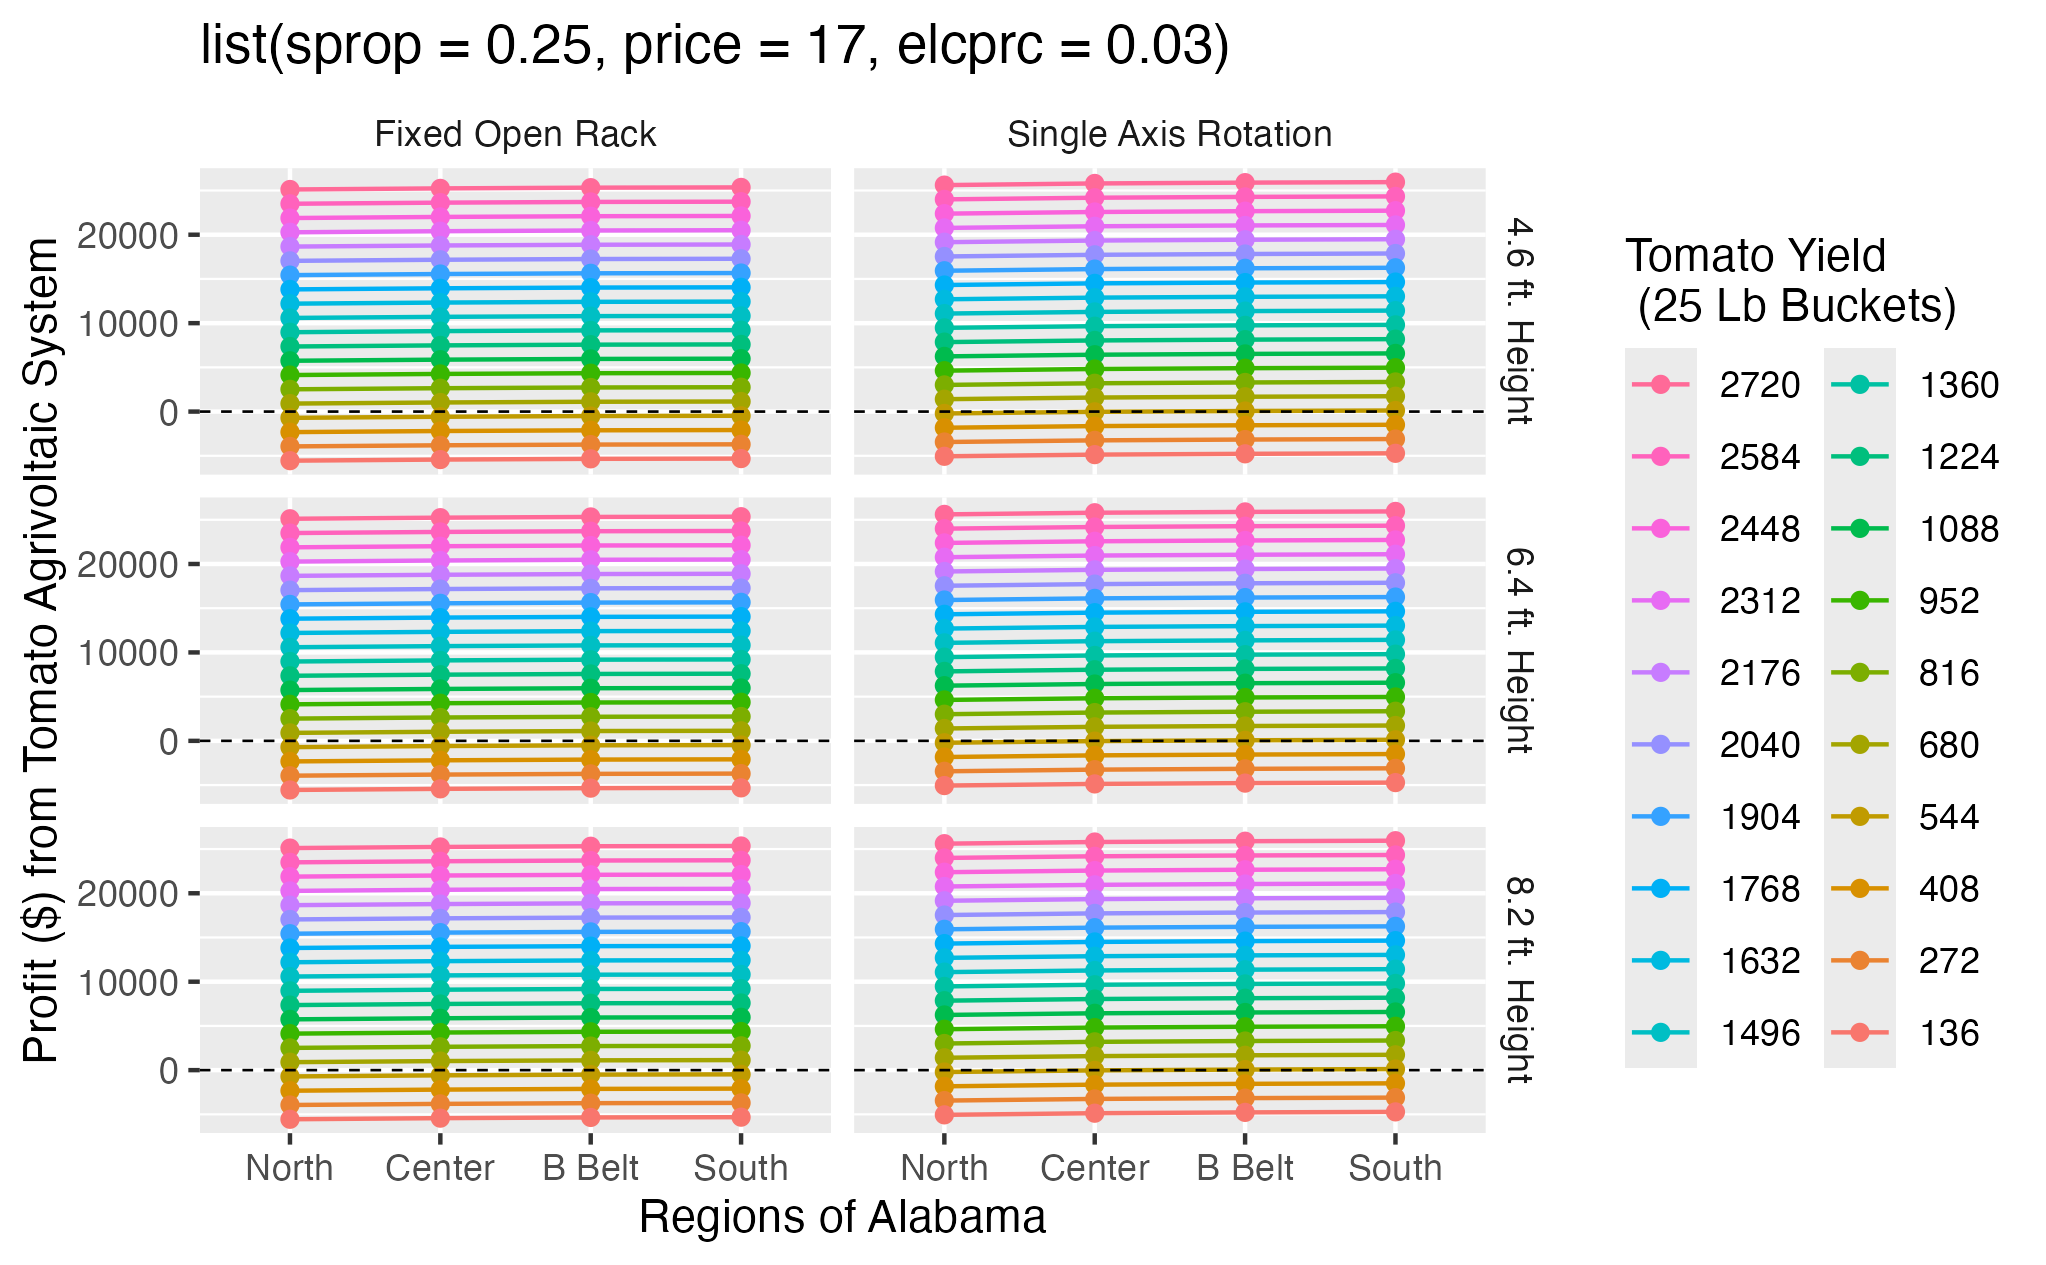 list(sprop = 0.25, price = 17, elcprc = 0.03)
Fixed Open Rack
Single Axis Rotation
Profit ($) from Tomato Agrivoltaic System
20000
10000
0
4.6 ft. Height
20000
10000
0
6.4 ft. Height
20000
10000
0
8.2 ft. Height
North Center B Belt South
North Center B Belt South
Regions of Alabama
Tomato Yield
(25 Lb Buckets)
2720 1360
2584 1224
2448 1088
2312 952
2176 816
2040 680
1904 544
1768 408
1632 272
1496 136